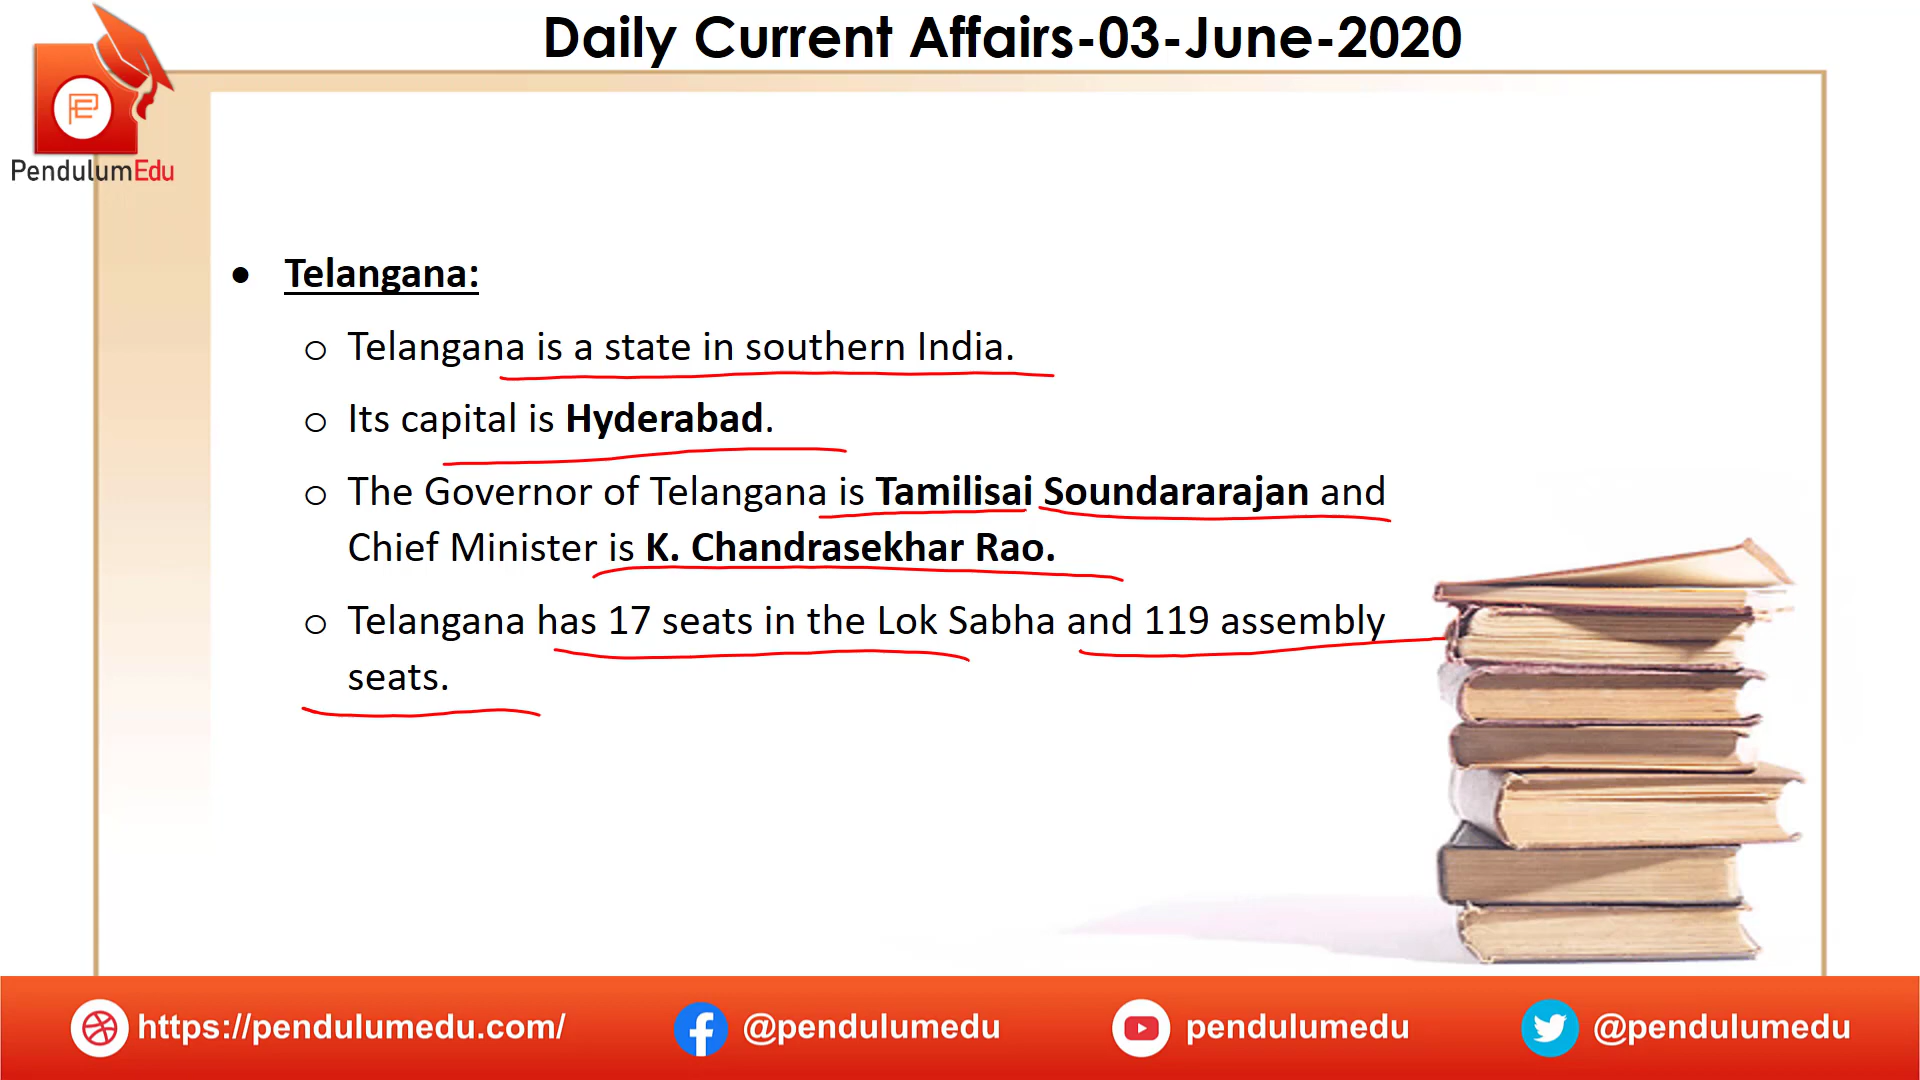 Daily Current Affairs-03-June-2020
PendulumEdu
● Telangana:
o Telangana is a state in southern India.
o Its capital is Hyderabad.
o The Governor of Telangana is Tamilisai Soundararajan and
Chief Minister is K. Chandrasekhar Rao.
o Telangana has 17 seats in the Lok Sabha and 119 assembly
seats.
https://pendulumedu.com/ @pendulumedu pendulumedu @pendulumedu